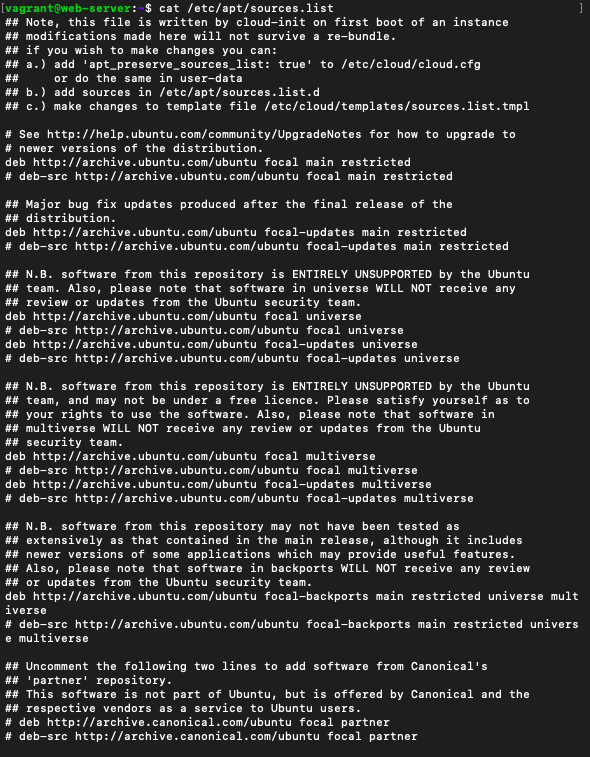 [vagrant@web-server:~$ cat /etc/apt/sources.list ]
## Note, this file is written by cloud-init on first boot of an instance
## modifications made here will not survive a re-bundle.
## if you wish to make changes you can:
## a.) add 'apt_preserve_sources_list: true' to /etc/cloud/cloud.cfg
##     or do the same in user-data
## b.) add sources in /etc/apt/sources.list.d
## c.) make changes to template file /etc/cloud/templates/sources.list.tmpl

# See http://help.ubuntu.com/community/UpgradeNotes for how to upgrade to
# newer versions of the distribution.
deb http://archive.ubuntu.com/ubuntu focal main restricted
# deb-src http://archive.ubuntu.com/ubuntu focal main restricted

## Major bug fix updates produced after the final release of the
## distribution.
deb http://archive.ubuntu.com/ubuntu focal-updates main restricted
# deb-src http://archive.ubuntu.com/ubuntu focal-updates main restricted

## N.B. software from this repository is ENTIRELY UNSUPPORTED by the Ubuntu
## team. Also, please note that software in universe WILL NOT receive any
## review or updates from the Ubuntu security team.
deb http://archive.ubuntu.com/ubuntu focal universe
# deb-src http://archive.ubuntu.com/ubuntu focal universe
deb http://archive.ubuntu.com/ubuntu focal-updates universe
# deb-src http://archive.ubuntu.com/ubuntu focal-updates universe

## N.B. software from this repository is ENTIRELY UNSUPPORTED by the Ubuntu
## team, and may not be under a free licence. Please satisfy yourself as to
## your rights to use the software. Also, please note that software in
## multiverse WILL NOT receive any review or updates from the Ubuntu
## security team.
deb http://archive.ubuntu.com/ubuntu focal multiverse
# deb-src http://archive.ubuntu.com/ubuntu focal multiverse
deb http://archive.ubuntu.com/ubuntu focal-updates multiverse
# deb-src http://archive.ubuntu.com/ubuntu focal-updates multiverse

## N.B. software from this repository may not have been tested as
## extensively as that contained in the main release, although it includes
## newer versions of some applications which may provide useful features.
## Also, please note that software in backports WILL NOT receive any review
## or updates from the Ubuntu security team.
deb http://archive.ubuntu.com/ubuntu focal-backports main restricted universe mult
iverse
# deb-src http://archive.ubuntu.com/ubuntu focal-backports main restricted univers
e multiverse

## Uncomment the following two lines to add software from Canonical's
## 'partner' repository.
## This software is not part of Ubuntu, but is offered by Canonical and the
## respective vendors as a service to Ubuntu users.
# deb http://archive.canonical.com/ubuntu focal partner
# deb-src http://archive.canonical.com/ubuntu focal partner